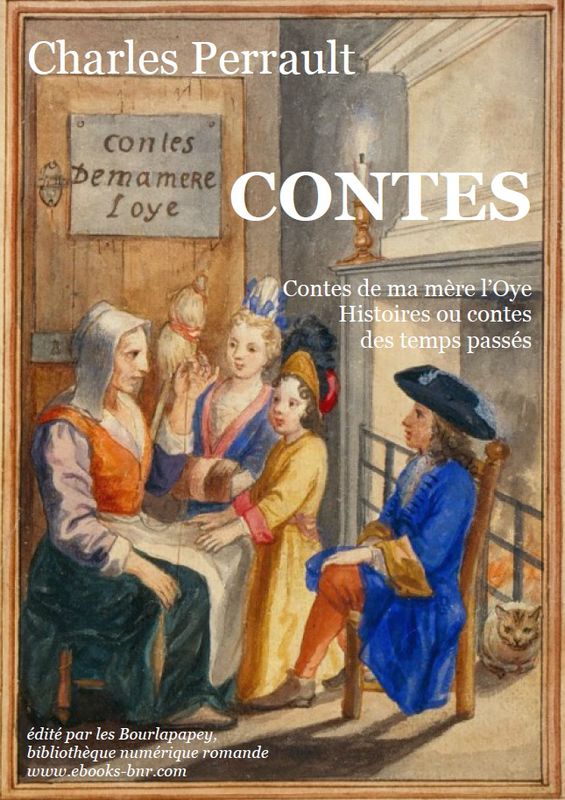 Charles Perrault
contes
Demamere
loye
CONTES
Contes de ma mère l’Oye
Histoires ou contes
des temps passés
édité par les Bourlapapey,
bibliothèque numérique romande
www.ebooks-bnr.com